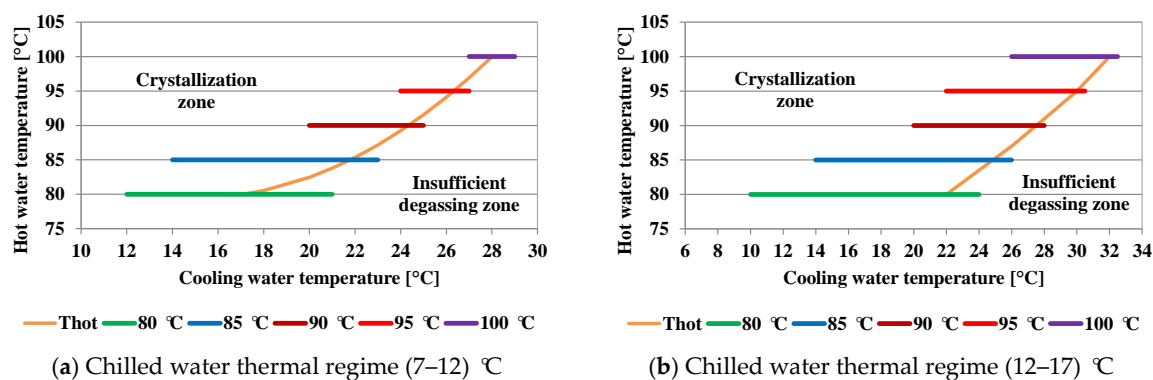 Hot water temperature [°C]
105
100
95
90
85
80
75
Crystallization
zone
Insufficient
degassing zone
10 12 14 16 18 20 22 24 26 28 30
Cooling water temperature [°C]
Thot 80 °C 85 °C 90 °C 95 °C 100 °C
(a) Chilled water thermal regime (7–12) °C
Hot water temperature [°C]
105
100
95
90
85
80
75
Crystallization
zone
Insufficient
degassing zone
6 8 10 12 14 16 18 20 22 24 26 28 30 32 34
Cooling water temperature [°C]
Thot 80 °C 85 °C 90 °C 95 °C 100 °C
(b) Chilled water thermal regime (12–17) °C